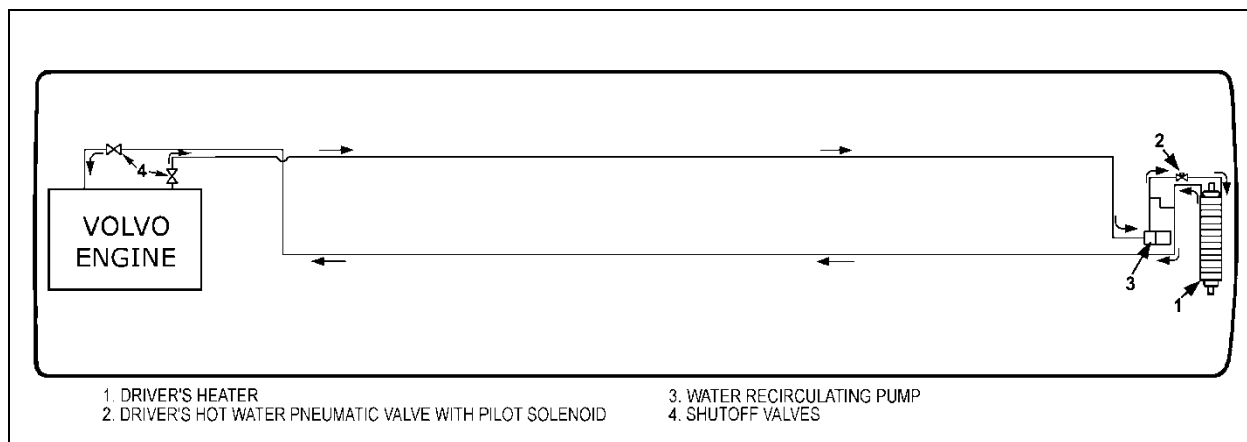 2
4
VOLVO
ENGINE
3
1
1. DRIVER'S HEATER
2. DRIVER'S HOT WATER PNEUMATIC VALVE WITH PILOT SOLENOID
3. WATER RECIRCULATING PUMP
4. SHUTOFF VALVES